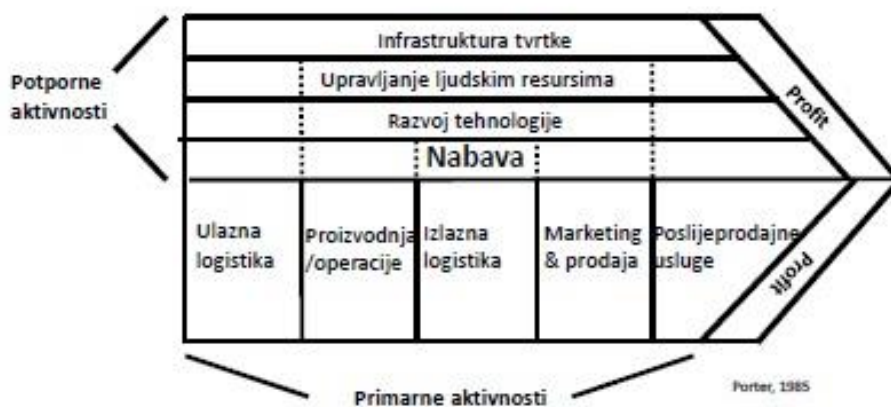 Infrastruktura tvrtke
Potporne
aktivnosti
Upravljanje ljudskim resursima
Razvoj tehnologije
Nabava
Profit
Ulazna
logistika
Proizvodnja
/operacije
Izlazna
logistika
Marketing
& prodaja
Poslijeprodajne
usluge
Profit
Primarne aktivnosti
Porter, 1985